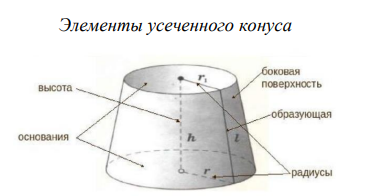 Элементы усеченного конуса
высота
основания
r₁
h
l
r
боковая
поверхность
образующая
радиусы